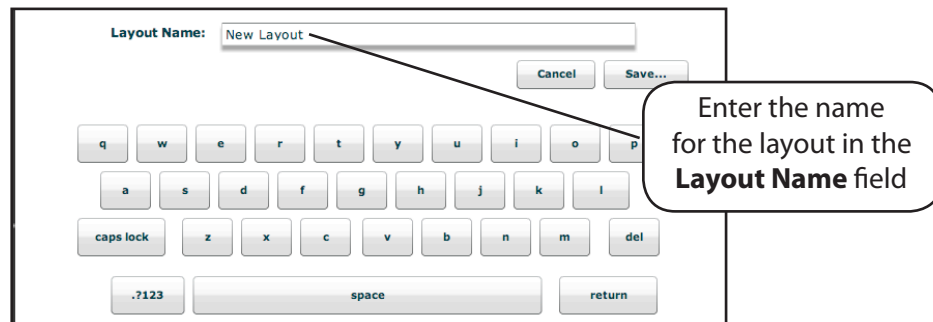 Layout Name: New Layout
Cancel Save...
Enter the name
for the layout in the
Layout Name field
q w e r t y u i o p
a s d f g h j k l
caps lock z x c v b n m del
.?123 space return